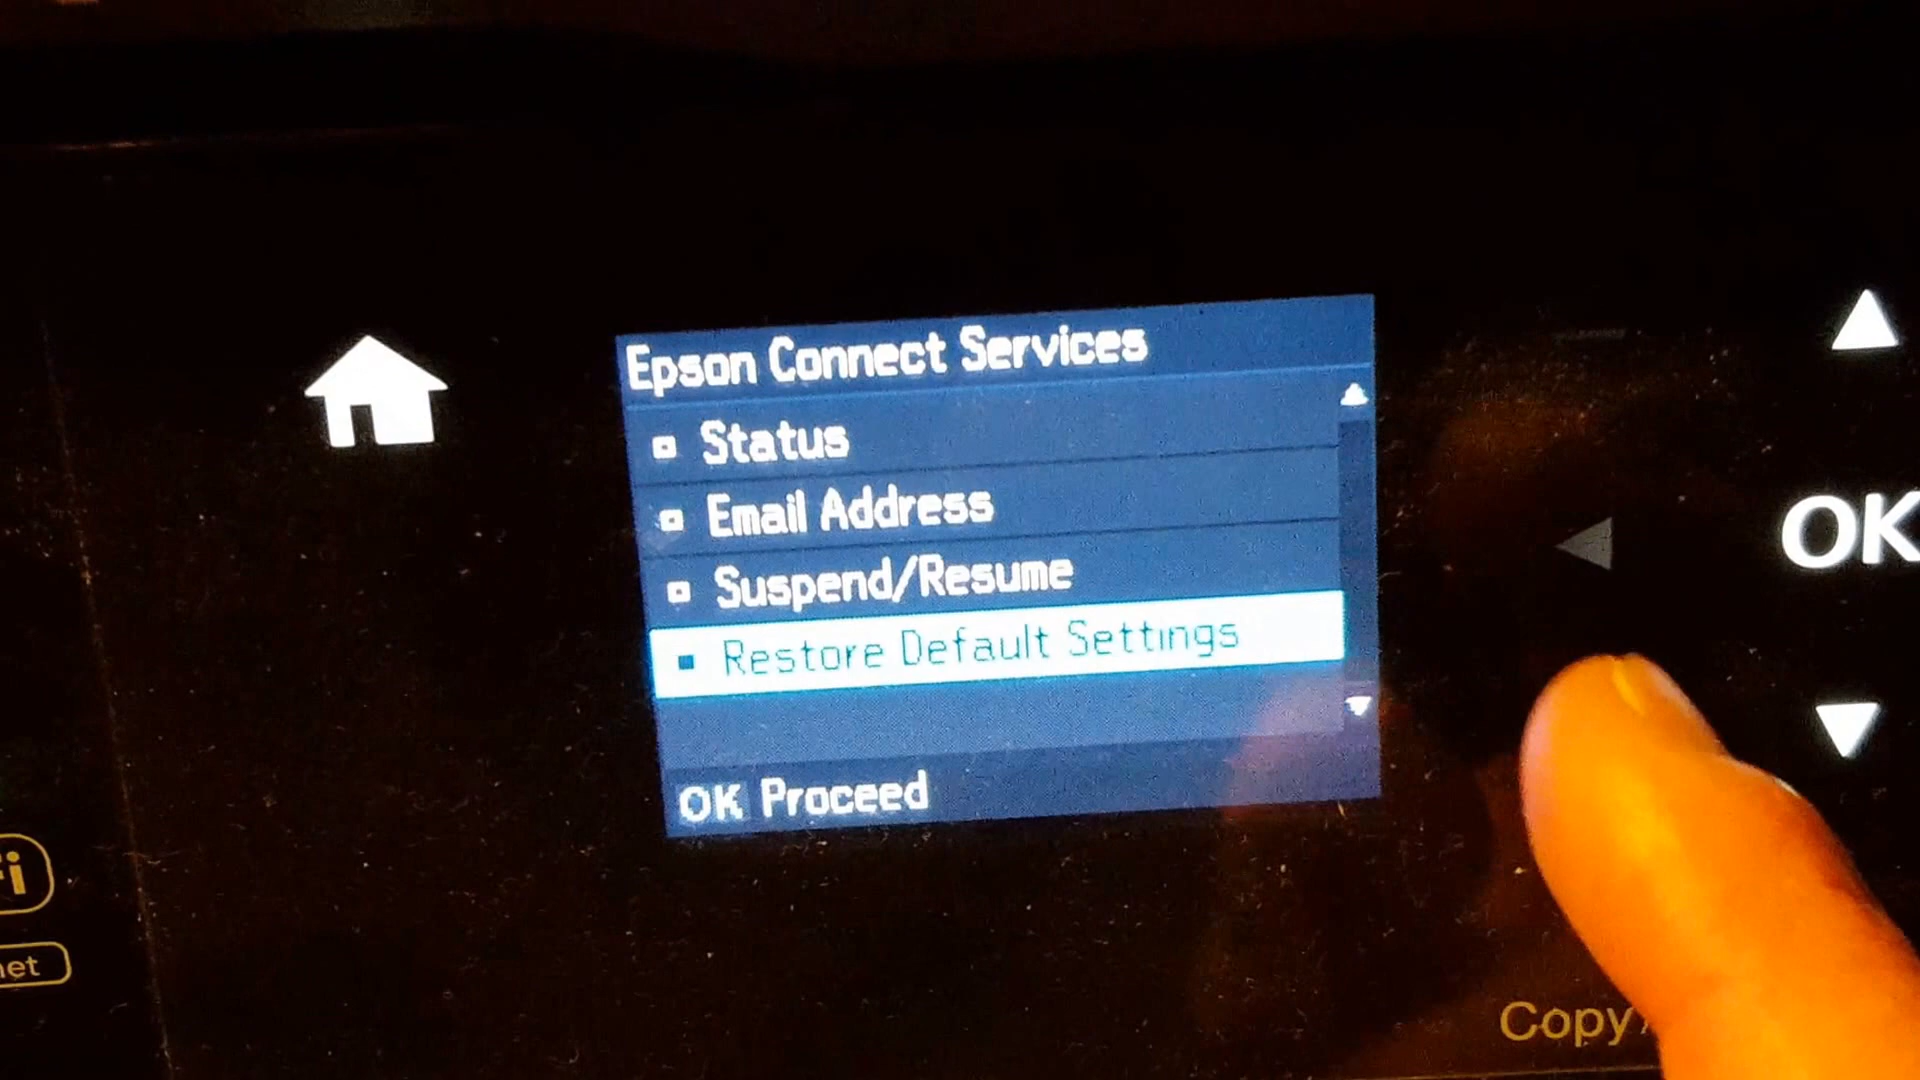 Epson Connect Services
Status
Email Address
Suspend/Resume
Restore Default Settings
OK Proceed
OK
Copy